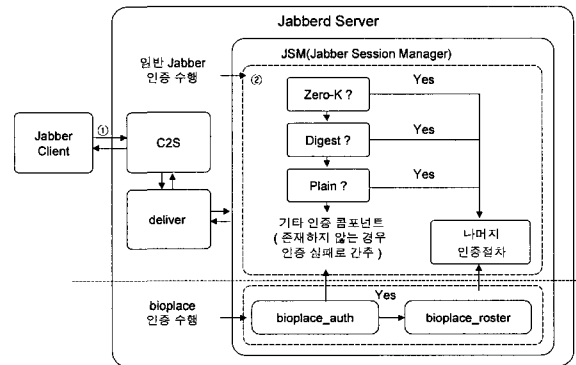 Jabberd Server
JSM(Jabber Session Manager)
일반 Jabber
인증 수행
②
Zero-K ?
Yes
Jabber
Client
①
C2S
Digest ?
Yes
Plain ?
Yes
deliver
기타 인증 콤포넌트
( 존재하지 않는 경우
인증 실패로 간주 )
나머지
인증절차
bioplace
인증 수행
Yes
bioplace_auth
bioplace_roster